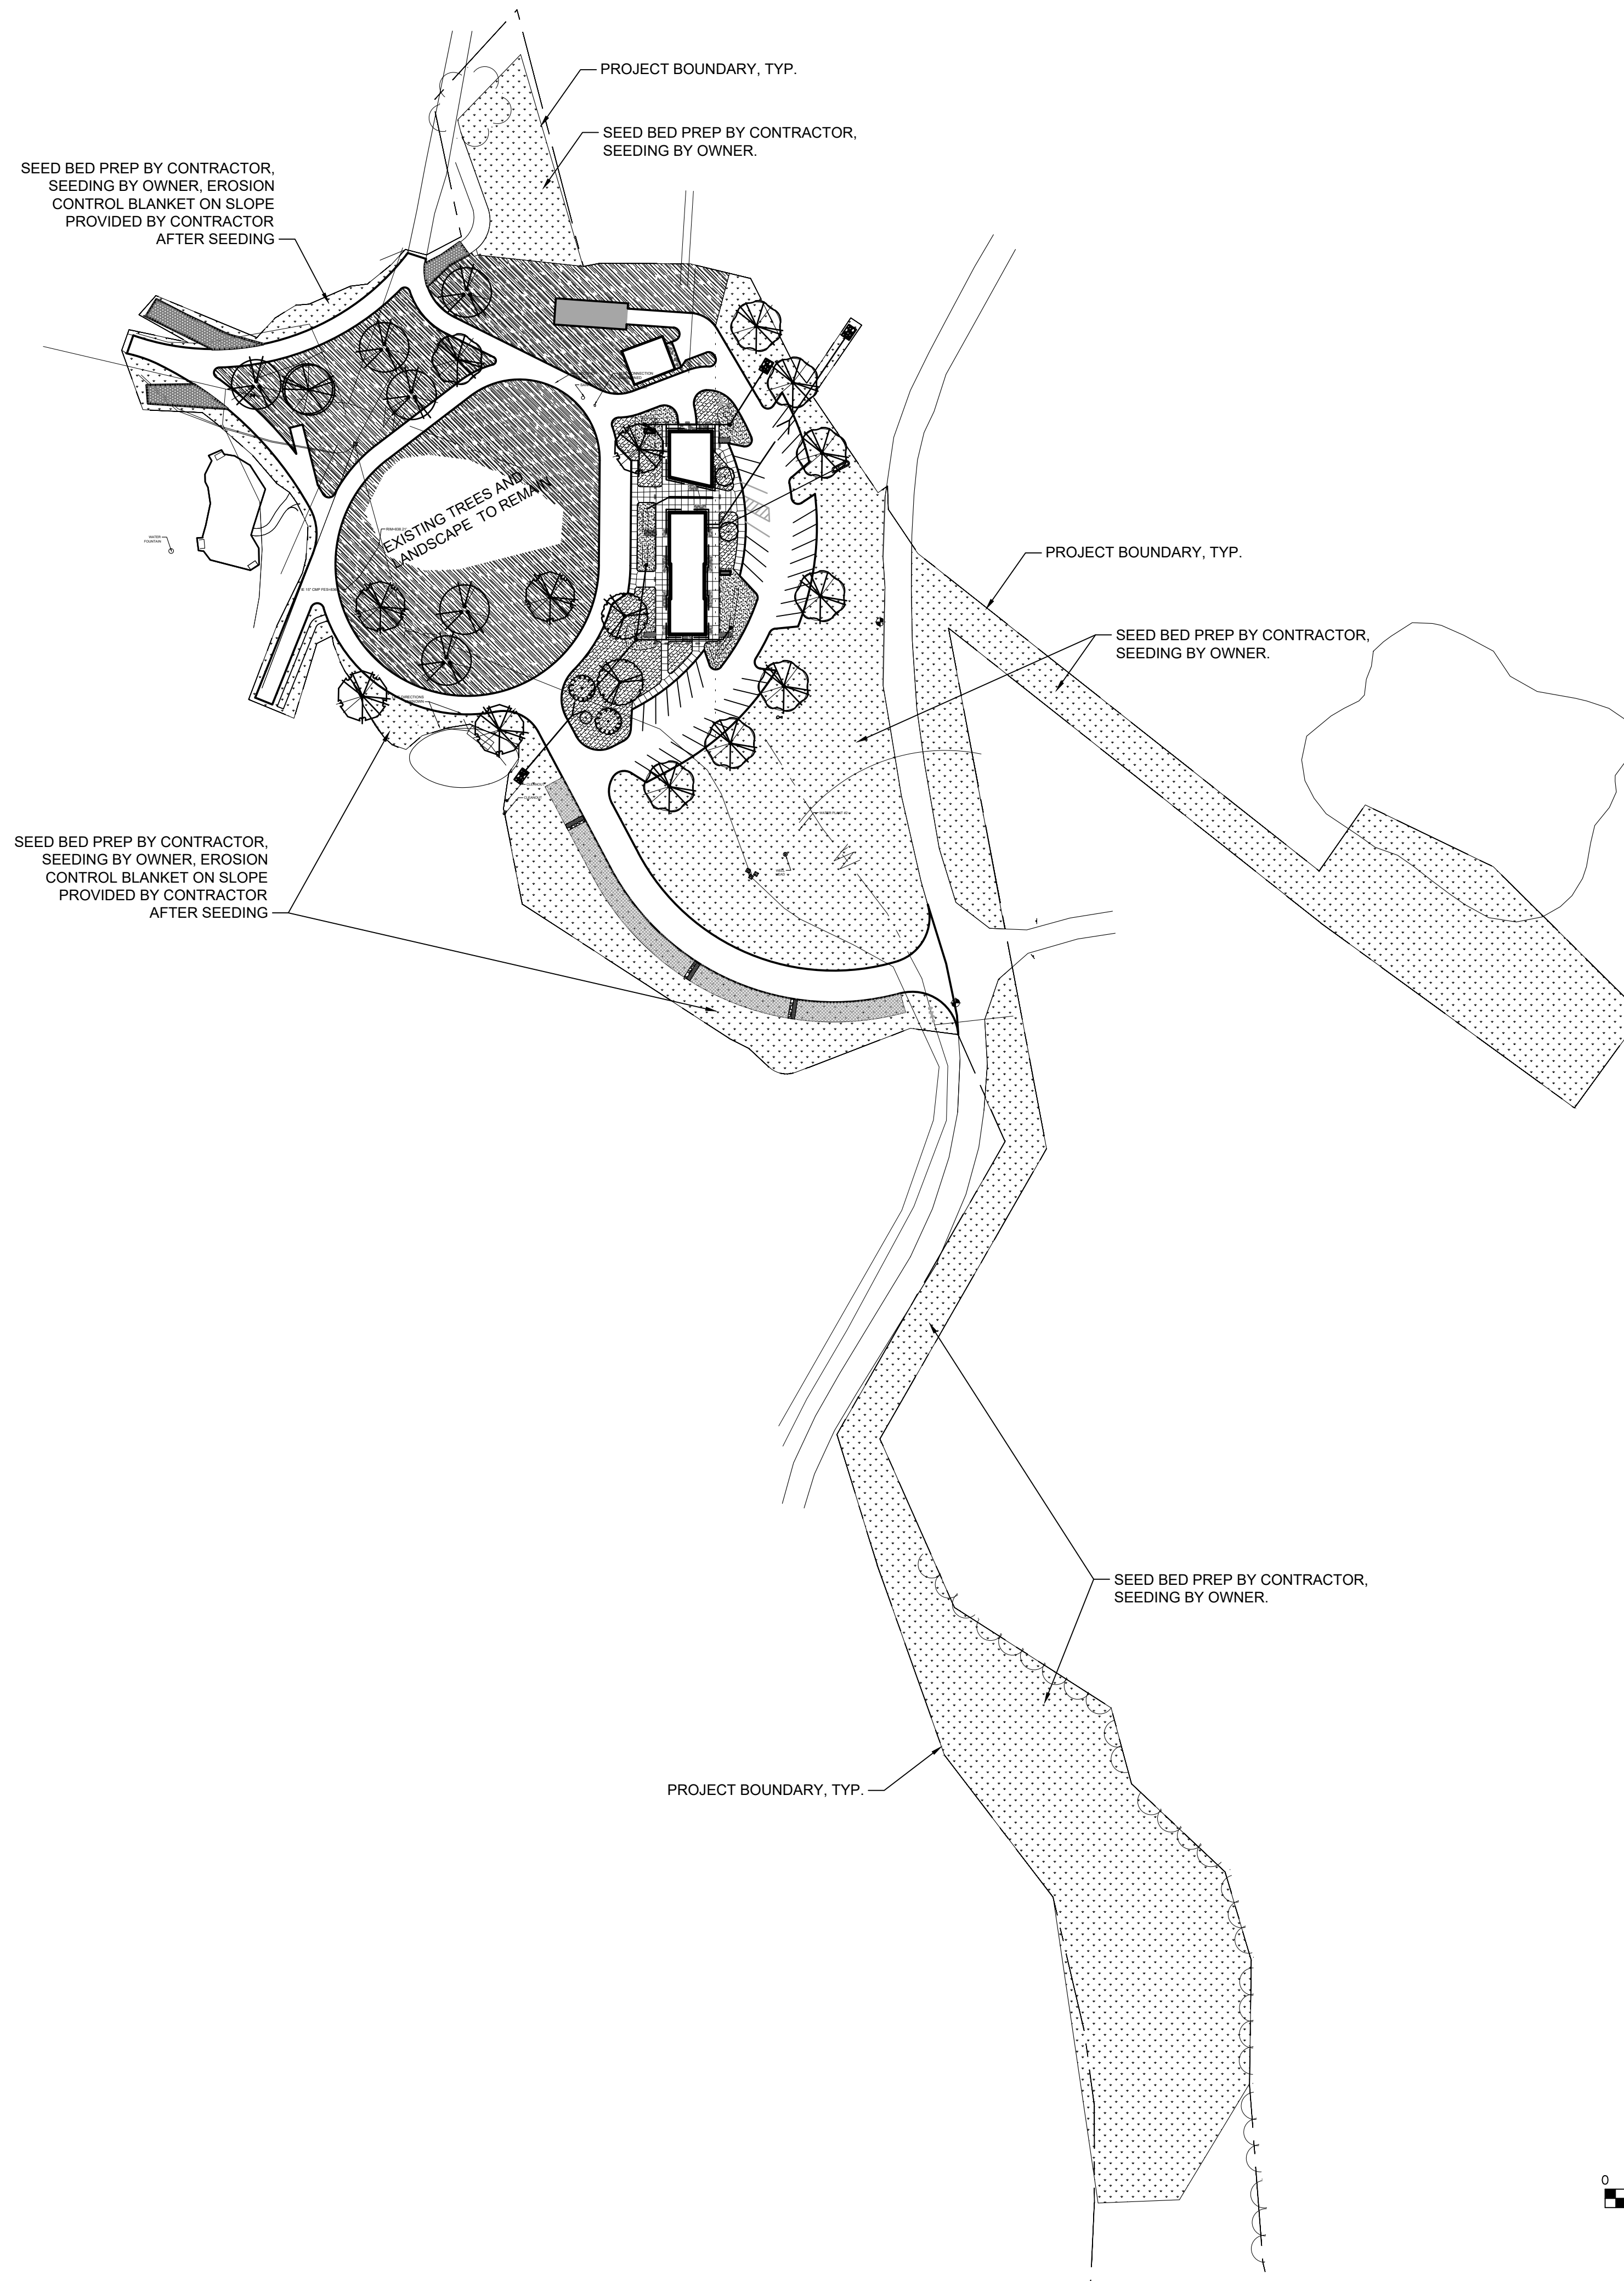 PROJECT BOUNDARY, TYP.
SEED BED PREP BY CONTRACTOR,
SEEDING BY OWNER.
SEED BED PREP BY CONTRACTOR,
SEEDING BY OWNER, EROSION
CONTROL BLANKET ON SLOPE
PROVIDED BY CONTRACTOR
AFTER SEEDING
EXISTING TREES AND
LANDSCAPE TO REMAIN
WATER
FOUNTAIN
PROJECT BOUNDARY, TYP.
SEED BED PREP BY CONTRACTOR,
SEEDING BY OWNER.
SEED BED PREP BY CONTRACTOR,
SEEDING BY OWNER, EROSION
CONTROL BLANKET ON SLOPE
PROVIDED BY CONTRACTOR
AFTER SEEDING
SEED BED PREP BY CONTRACTOR,
SEEDING BY OWNER.
PROJECT BOUNDARY, TYP.
0